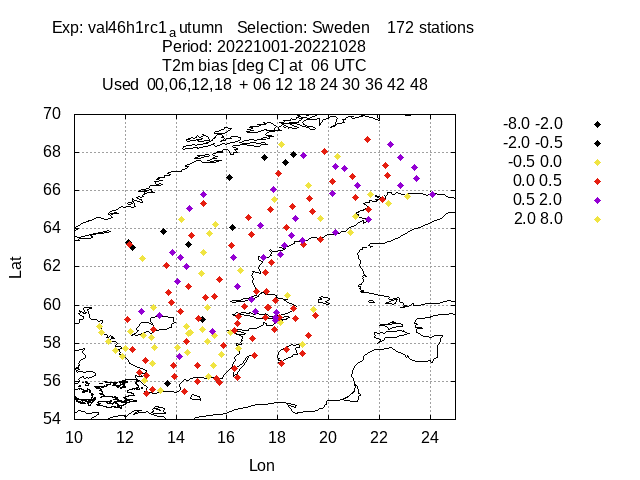 Exp: val46h1rc1ₐutumn Selection: Sweden 172 stations
Period: 20221001-20221028
T2m bias [deg C] at 06 UTC
Used 00,06,12,18 + 06 12 18 24 30 36 42 48
70
68
66
64
62
60
58
56
54
Lat
10 12 14 16 18 20 22 24
Lon
-8.0 -2.0
-2.0 -0.5
-0.5 0.0
0.0 0.5
0.5 2.0
2.0 8.0